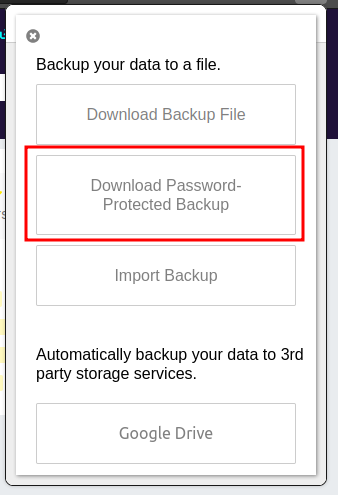 Backup your data to a file.
Download Backup File
Download Password-
Protected Backup
Import Backup
Automatically backup your data to 3rd
party storage services.
Google Drive